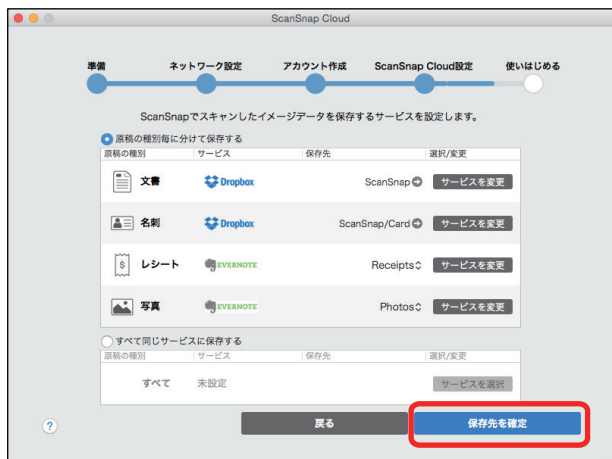 ScanSnap Cloud
準備 ネットワーク設定 アカウント作成 ScanSnap Cloud設定 使いはじめる
ScanSnapでスキャンしたイメージデータを保存するサービスを設定します。
原稿の種別毎に分けて保存する
原稿の種別 サービス 保存先 選択/変更
文書 Dropbox ScanSnap サービスを変更
名刺 Dropbox ScanSnap/Card サービスを変更
$ レシート EVERNOTE Receipts サービスを変更
写真 EVERNOTE Photos サービスを変更
すべて同じサービスに保存する
原稿の種別 サービス 保存先 選択/変更
すべて 未設定 サービスを選択
? 戻る 保存先を確定